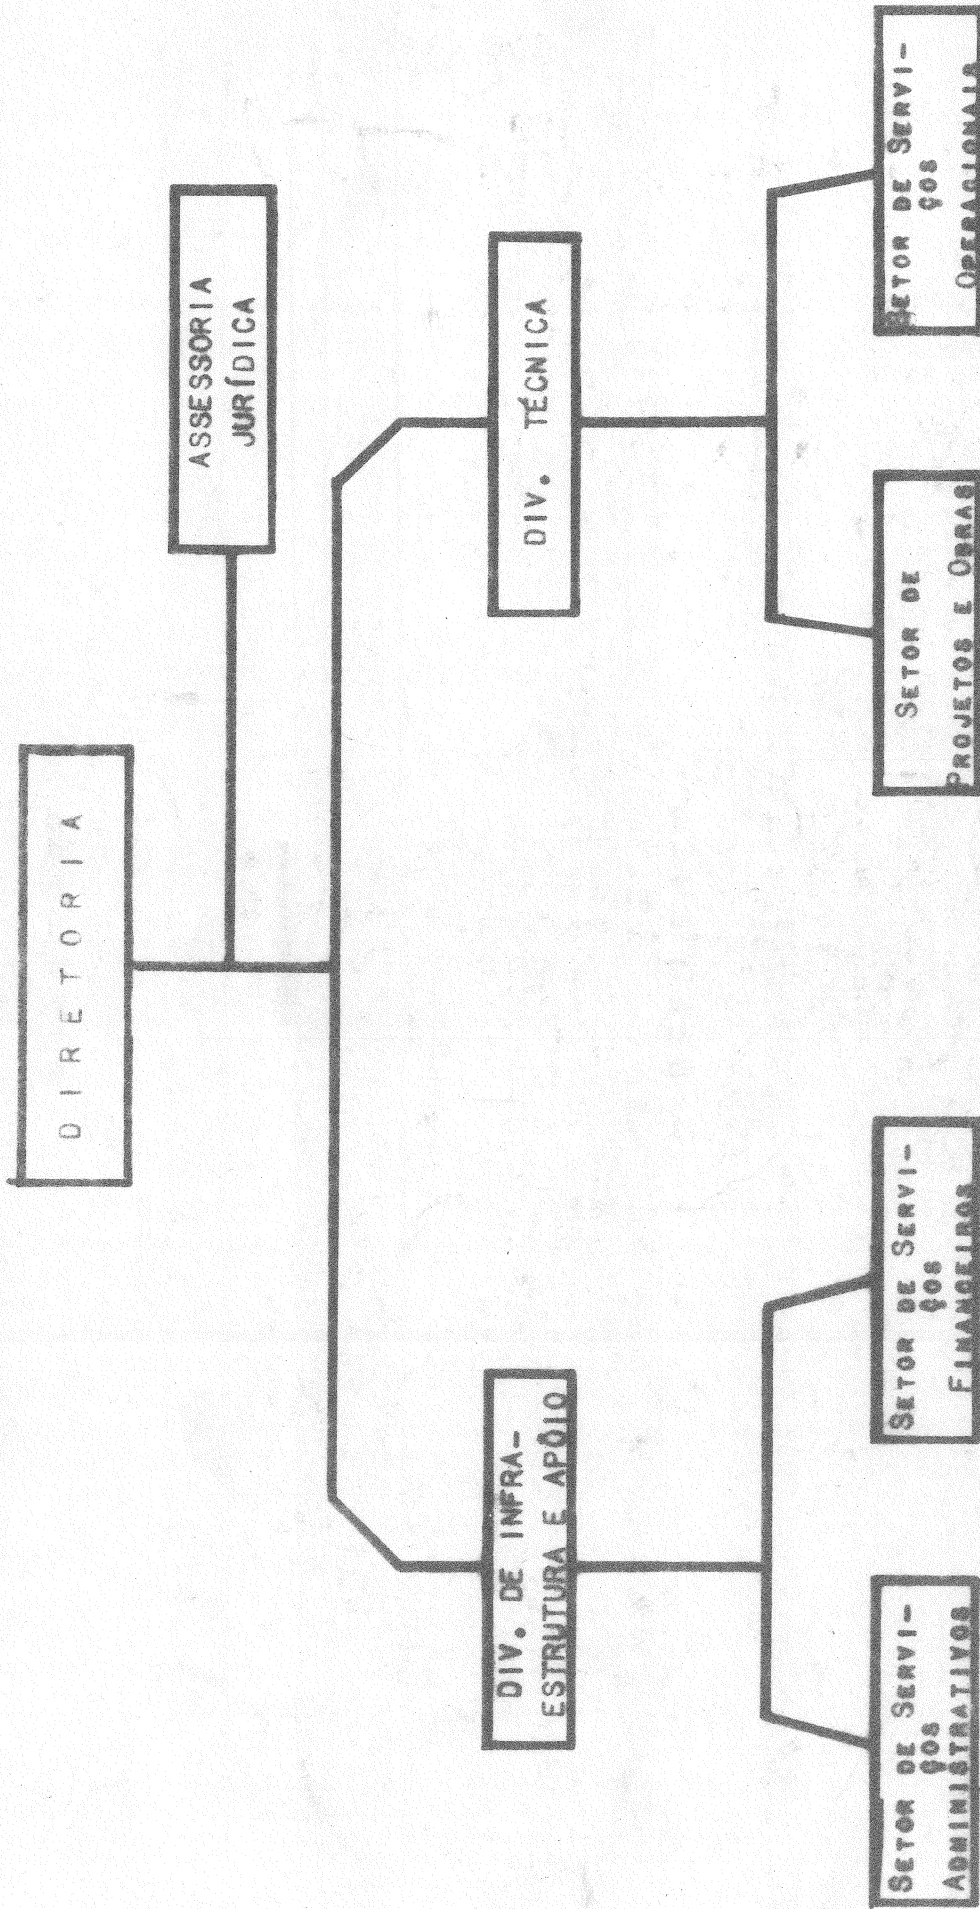 DIRETORIA
ASSESSORIA
JURÍDICA
DIV. DE INFRA-
ESTRUTURA E APÔIO
DIV. TÉCNICA
SETOR DE SERVI-
ÇOS
ADMINISTRATIVOS
SETOR DE SERVI-
ÇOS
FINANCEIROS
SETOR DE
PROJETOS E OBRAS
SETOR DE SERVI-
ÇOS
OPERACIONAIS